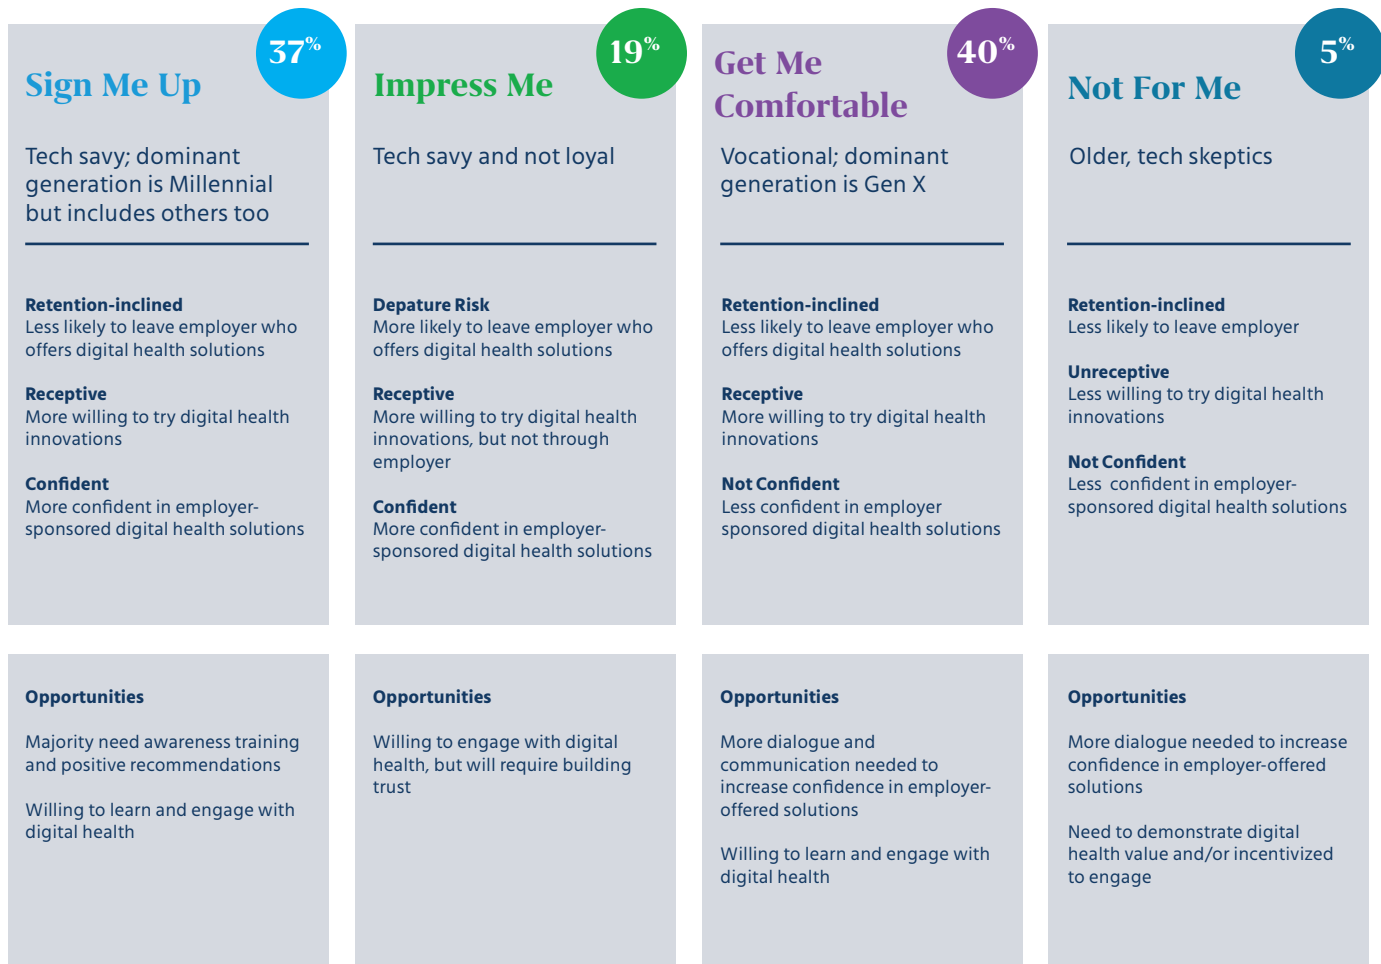 37%
Sign Me Up
Tech savy; dominant
generation is Millennial
but includes others too
Retention-inclined
Less likely to leave employer who
offers digital health solutions
Receptive
More willing to try digital health
innovations
Confident
More confident in employer-
sponsored digital health solutions
Opportunities
Majority need awareness training
and positive recommendations
Willing to learn and engage with
digital health
19%
Impress Me
Tech savy and not loyal
Depature Risk
More likely to leave employer who
offers digital health solutions
Receptive
More willing to try digital health
innovations, but not through
employer
Confident
More confident in employer-
sponsored digital health solutions
Opportunities
Willing to engage with digital
health, but will require building
trust
40%
Get Me
Comfortable
Vocational; dominant
generation is Gen X
Retention-inclined
Less likely to leave employer who
offers digital health solutions
Receptive
More willing to try digital health
innovations
Not Confident
Less confident in employer
sponsored digital health solutions
Opportunities
More dialogue and
communication needed to
increase confidence in employer-
offered solutions
Willing to learn and engage with
digital health
5%
Not For Me
Older, tech skeptics
Retention-inclined
Less likely to leave employer
Unreceptive
Less willing to try digital health
innovations
Not Confident
Less  confident in employer-
sponsored digital health solutions
Opportunities
More dialogue needed to increase
confidence in employer-offered
solutions
Need to demonstrate digital
health value and/or incentivized
to engage